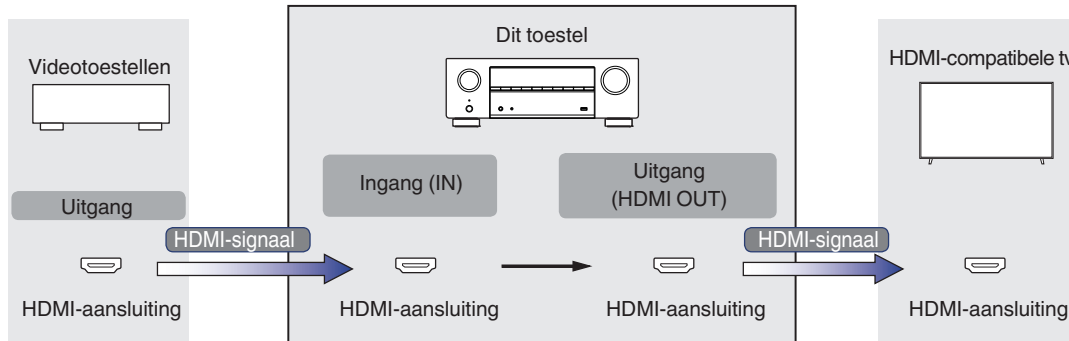 Videotoestellen
Uitgang
HDMI-signaal
HDMI-aansluiting
Dit toestel
Ingang (IN)
Uitgang
(HDMI OUT)
HDMI-aansluiting
HDMI-aansluiting
HDMI-signaal
HDMI-compatibele tv
HDMI-aansluiting